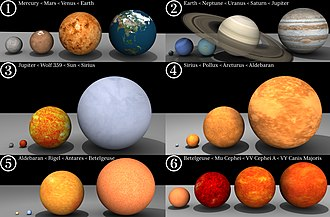 1 Mercury < Mars < Venus < Earth
2 Earth < Neptune < Uranus < Saturn < Jupiter
3 Jupiter < Wolf 359 < Sun < Sirius
4 Sirius < Pollux < Arcturus < Aldebaran
5 Aldebaran < Rigel < Antares < Betelgeuse
6 Betelgeuse < Mu Cephei < VV Cephei A < VY Canis Majoris